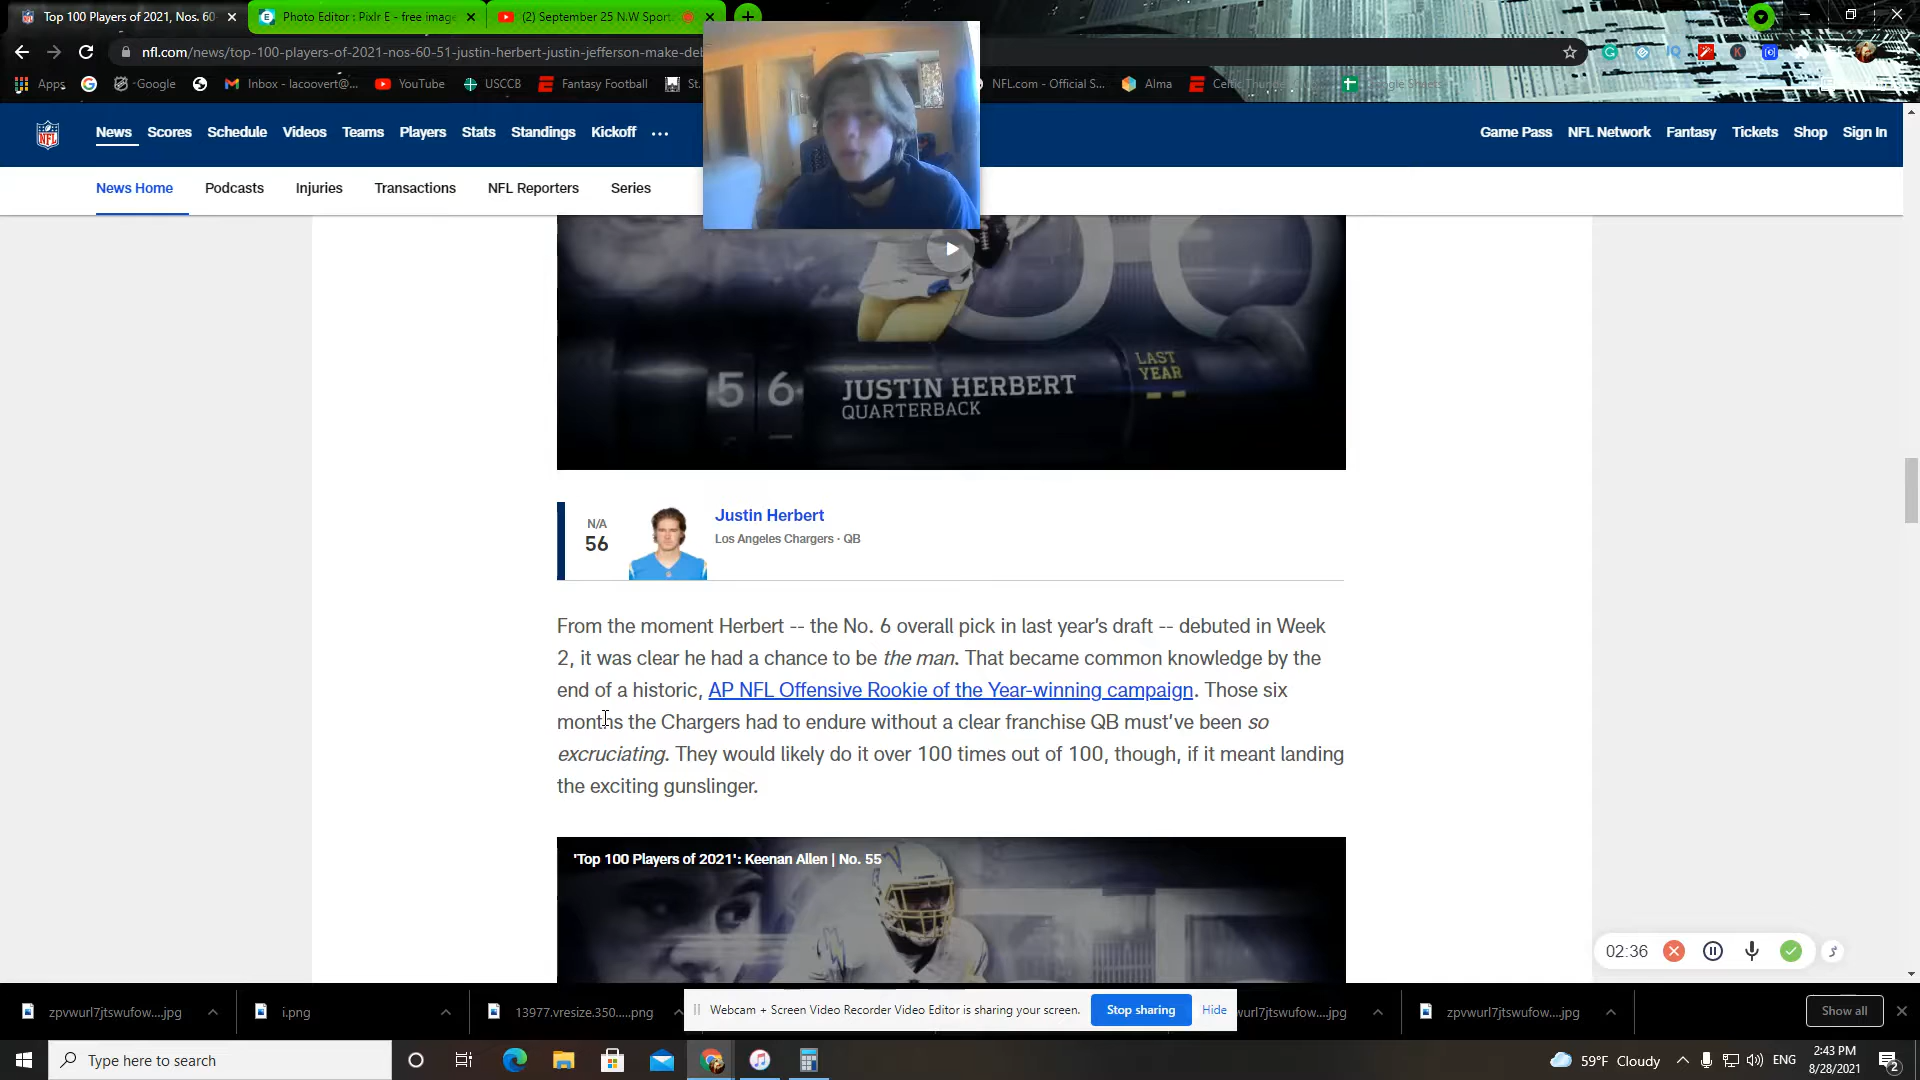 Top 100 Players of 2021, Nos. 60
Photo Editor : Pixlr E - free image
(2) September 25 N.W Sport
nfl.com/news/top-100-players-of-2021-nos-60-51-justin-herbert-justin-jefferson-make-de
Apps
Google
Inbox - lacoovert@...
YouTube
USCCB
Fantasy Football
St.
NFL.com - Official S...
Alma
NFL
News
Scores
Schedule
Videos
Teams
Players
Stats
Standings
Kickoff
Game Pass
NFL Network
Fantasy
Tickets
Shop
Sign In
News Home
Podcasts
Injuries
Transactions
NFL Reporters
Series
56
JUSTIN HERBERT
QUARTERBACK
LAST
YEAR
--
N/A
56
Justin Herbert
Los Angeles Chargers · QB
From the moment Herbert -- the No. 6 overall pick in last year's draft -- debuted in Week
2, it was clear he had a chance to be the man. That became common knowledge by the
end of a historic, AP NFL Offensive Rookie of the Year-winning campaign. Those six
months the Chargers had to endure without a clear franchise QB must've been so
excruciating. They would likely do it over 100 times out of 100, though, if it meant landing
the exciting gunslinger.
'Top 100 Players of 2021': Keenan Allen | No. 55
02:36
zpvwurl7jtswufow....jpg
i.png
13977.vresize.350.....png
Webcam + Screen Video Recorder Video Editor is sharing your screen.
Stop sharing
Hide
wurl7jtswufow....jpg
zpvwurl7jtswufow....jpg
Show all
Type here to search
59°F Cloudy
ENG
2:43 PM
8/28/2021
2